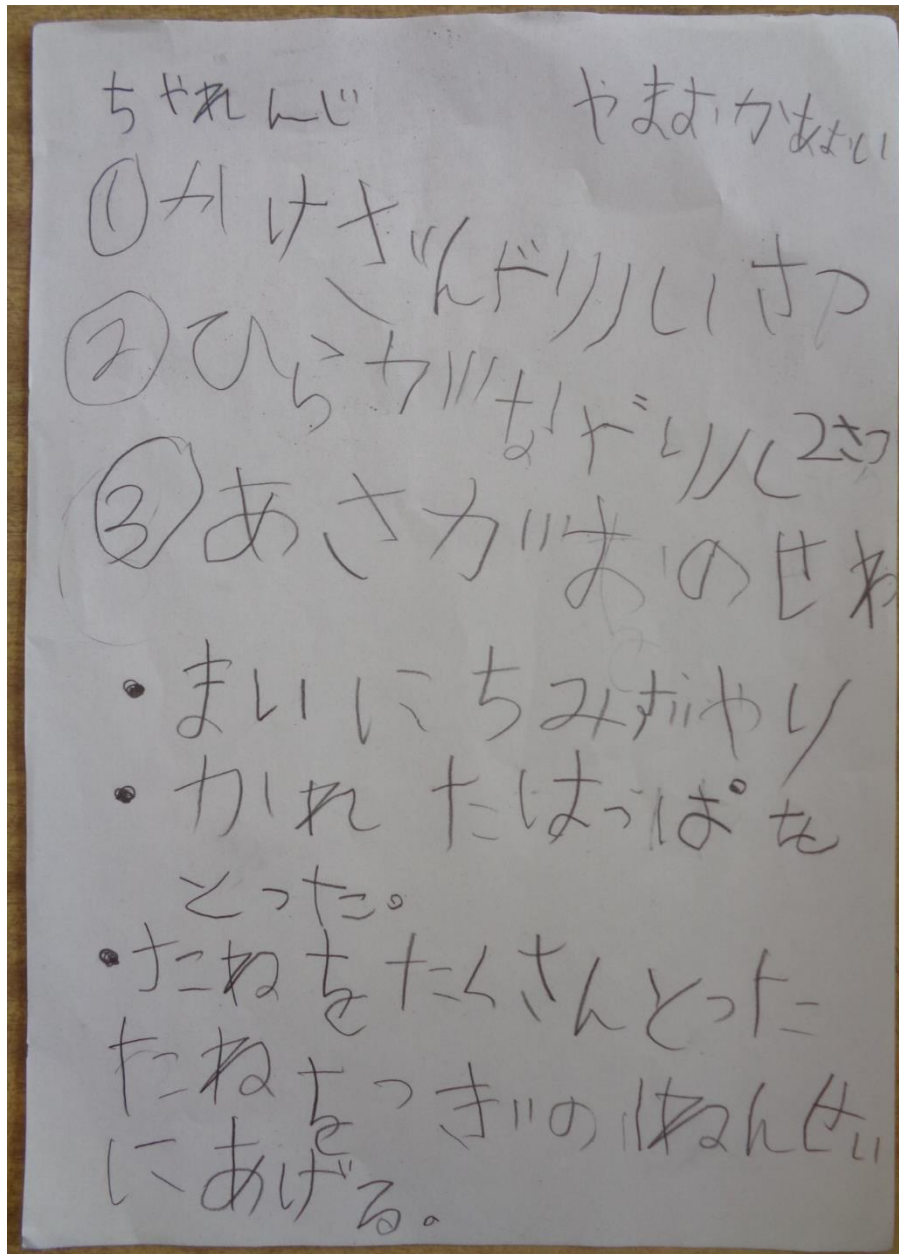 ちゃれんじ やまおかあおい
①かけざんドリルしいさつ
②ひらがなドリル2さつ
③あさがおのせわ
・まいにちみずやり
・かれたはっぱを
とった。
・たねをたくさんとった
たねをつぎの1ねんせい
にあげる。